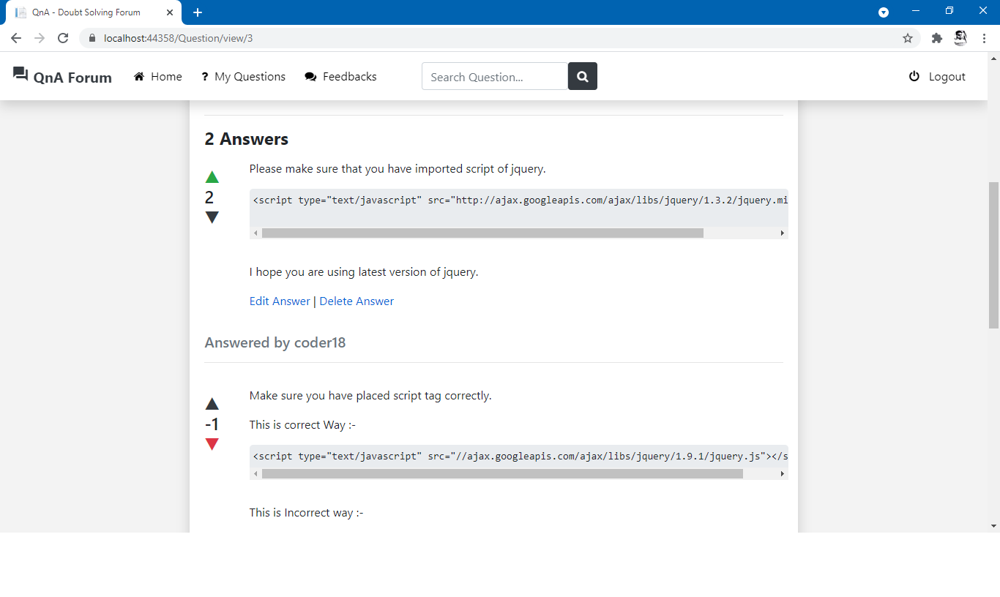 QnA - Doubt Solving Forum
localhost:44358/Question/view/3
QnA Forum
Home
? My Questions
Feedbacks
Search Question...
Logout
2 Answers
Please make sure that you have imported script of jquery.
2
<script type="text/javascript" src="http://ajax.googleapis.com/ajax/libs/jquery/1.3.2/jquery.mi
I hope you are using latest version of jquery.
Edit Answer | Delete Answer
Answered by coder18
Make sure you have placed script tag correctly.
-1
This is correct Way :-
<script type="text/javascript" src="//ajax.googleapis.com/ajax/libs/jquery/1.9.1/jquery.js"></s
This is Incorrect way :-